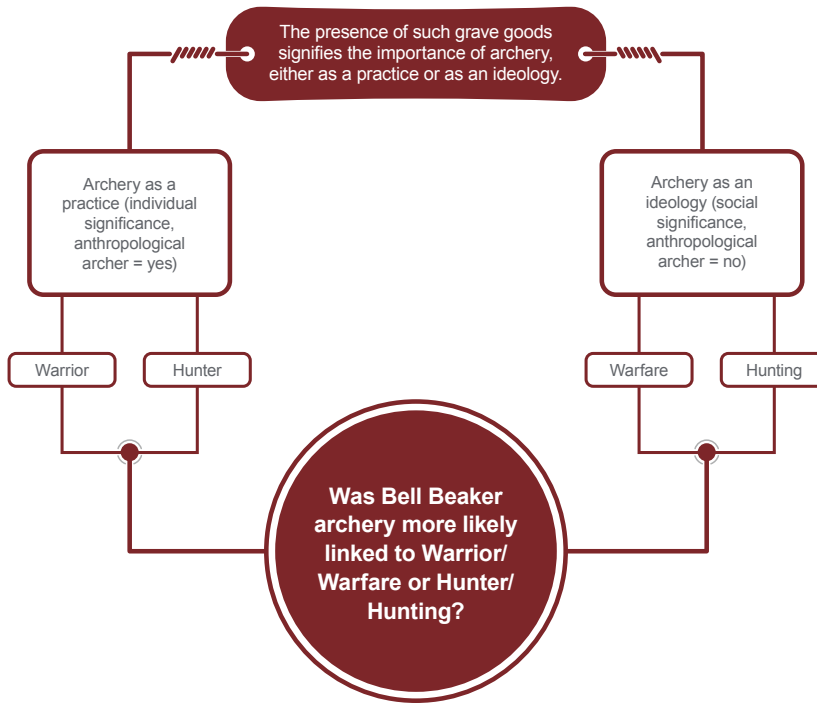 The presence of such grave goods
signifies the importance of archery,
either as a practice or as an ideology.
Archery as a
practice (individual
significance,
anthropological
archer = yes)
Archery as an
ideology (social
significance,
anthropological
archer = no)
Warrior
Hunter
Warfare
Hunting
Was Bell Beaker
archery more likely
linked to Warrior/
Warfare or Hunter/
Hunting?